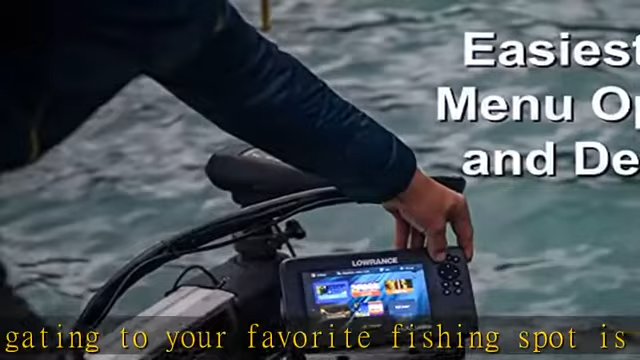 Easiest
Menu Op
and De
LOWRANCE
gating to your favorite fishing spot is